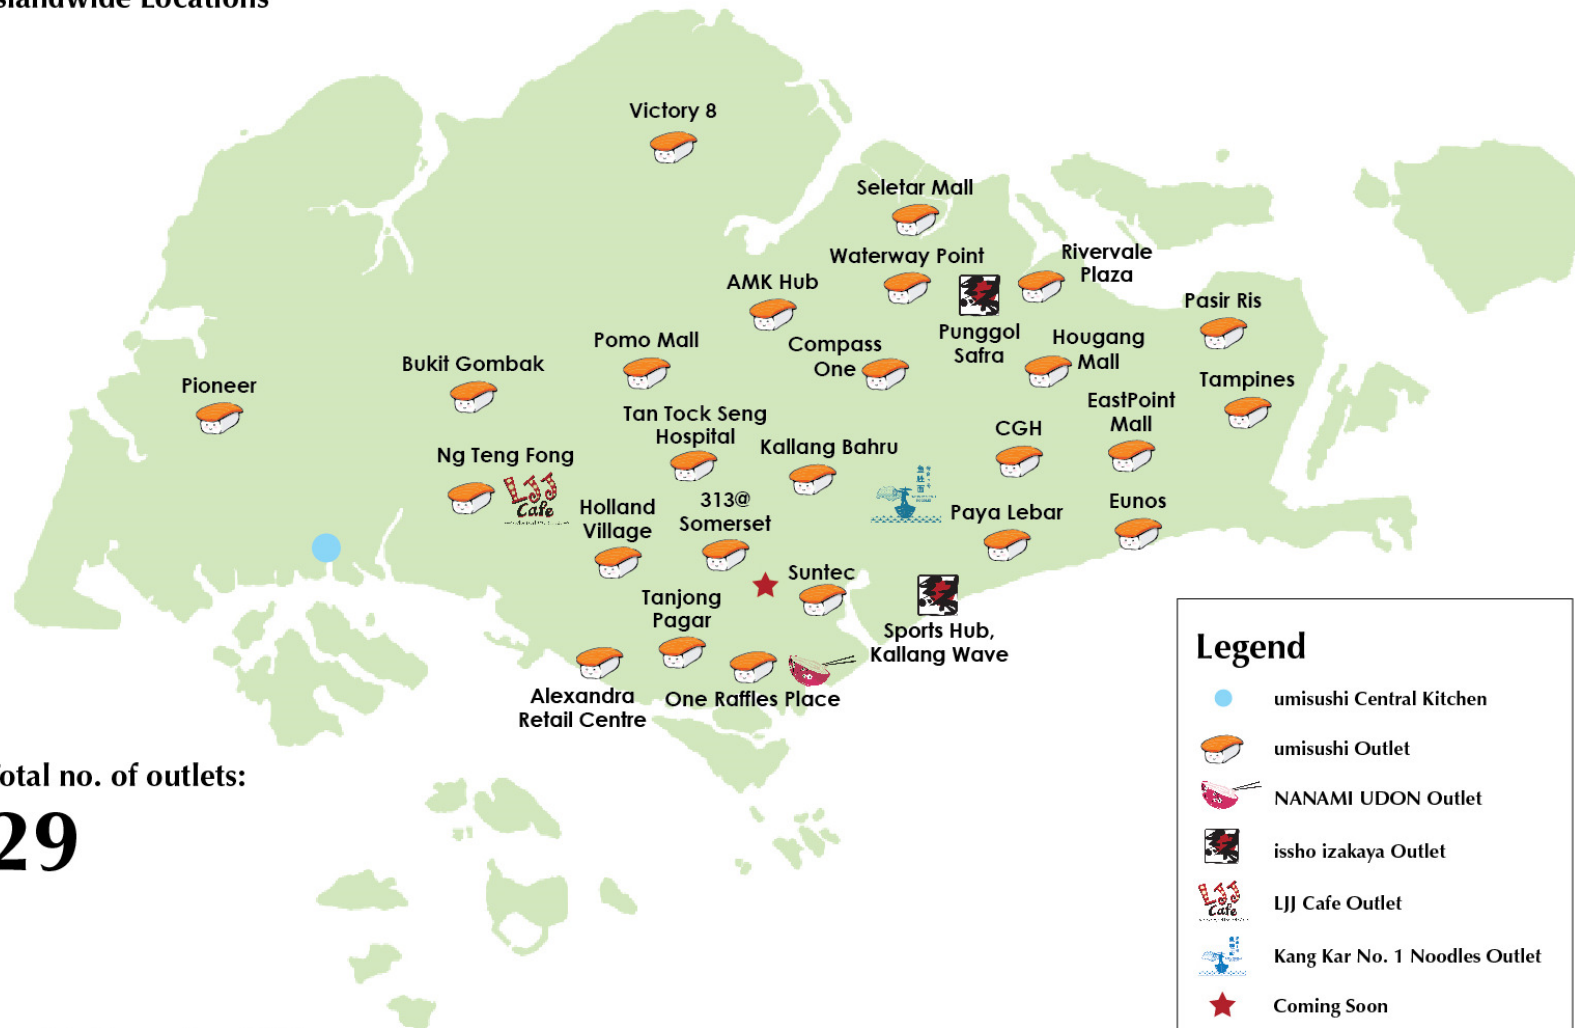 slandwide Locations
Victory 8
Seletar Mall
Waterway Point
Rivervale
Plaza
AMK Hub
Pasir Ris
Punggol
Safra
Pomo Mall
Compass
One
Hougang
Mall
Bukit Gombak
Pioneer
Tampines
EastPoint
Mall
Tan Tock Seng
Hospital
CGH
Kallang Bahru
Ng Teng Fong
LJJ
Cafe
313@
Somerset
Holland
Village
Paya Lebar
Eunos
Suntec
Tanjong
Pagar
Sports Hub,
Kallang Wave
Alexandra
Retail Centre
One Raffles Place
otal no. of outlets:
29
Legend
umisushi Central Kitchen
umisushi Outlet
NANAMI UDON Outlet
issho izakaya Outlet
LJJ
Cafe
LJJ Cafe Outlet
Kang Kar No. 1 Noodles Outlet
Coming Soon